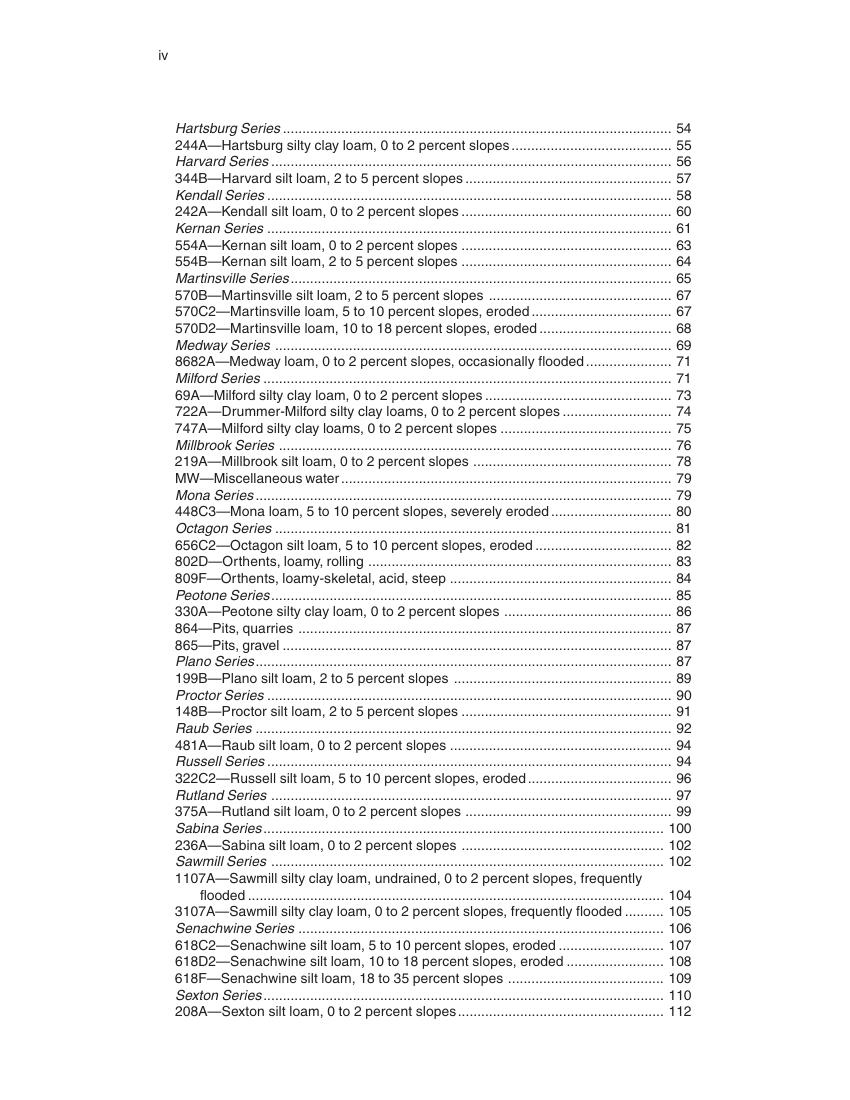 iv
Hartsburg Series .................................................................................................... 54
244A—Hartsburg silty clay loam, 0 to 2 percent slopes ......................................... 55
Harvard Series ....................................................................................................... 56
344B—Harvard silt loam, 2 to 5 percent slopes ..................................................... 57
Kendall Series ........................................................................................................ 58
242A—Kendall silt loam, 0 to 2 percent slopes ...................................................... 60
Kernan Series ........................................................................................................ 61
554A—Kernan silt loam, 0 to 2 percent slopes ...................................................... 63
554B—Kernan silt loam, 2 to 5 percent slopes ...................................................... 64
Martinsville Series .................................................................................................. 65
570B—Martinsville silt loam, 2 to 5 percent slopes ............................................... 67
570C2—Martinsville loam, 5 to 10 percent slopes, eroded .................................... 67
570D2—Martinsville loam, 10 to 18 percent slopes, eroded .................................. 68
Medway Series ...................................................................................................... 69
8682A—Medway loam, 0 to 2 percent slopes, occasionally flooded ...................... 71
Milford Series ......................................................................................................... 71
69A—Milford silty clay loam, 0 to 2 percent slopes ................................................ 73
722A—Drummer-Milford silty clay loams, 0 to 2 percent slopes ............................ 74
747A—Milford silty clay loams, 0 to 2 percent slopes ............................................ 75
Millbrook Series ..................................................................................................... 76
219A—Millbrook silt loam, 0 to 2 percent slopes ................................................... 78
MW—Miscellaneous water ..................................................................................... 79
Mona Series ........................................................................................................... 79
448C3—Mona loam, 5 to 10 percent slopes, severely eroded ............................... 80
Octagon Series ...................................................................................................... 81
656C2—Octagon silt loam, 5 to 10 percent slopes, eroded ................................... 82
802D—Orthents, loamy, rolling .............................................................................. 83
809F—Orthents, loamy-skeletal, acid, steep .......................................................... 84
Peotone Series ....................................................................................................... 85
330A—Peotone silty clay loam, 0 to 2 percent slopes ........................................... 86
864—Pits, quarries ................................................................................................ 87
865—Pits, gravel .................................................................................................... 87
Plano Series ........................................................................................................... 87
199B—Plano silt loam, 2 to 5 percent slopes ........................................................ 89
Proctor Series ........................................................................................................ 90
148B—Proctor silt loam, 2 to 5 percent slopes ...................................................... 91
Raub Series ........................................................................................................... 92
481A—Raub silt loam, 0 to 2 percent slopes ......................................................... 94
Russell Series ........................................................................................................ 94
322C2—Russell silt loam, 5 to 10 percent slopes, eroded ..................................... 96
Rutland Series ....................................................................................................... 97
375A—Rutland silt loam, 0 to 2 percent slopes ..................................................... 99
Sabina Series ....................................................................................................... 100
236A—Sabina silt loam, 0 to 2 percent slopes .................................................... 102
Sawmill Series ..................................................................................................... 102
1107A—Sawmill silty clay loam, undrained, 0 to 2 percent slopes, frequently
flooded ........................................................................................................... 104
3107A—Sawmill silty clay loam, 0 to 2 percent slopes, frequently flooded .......... 105
Senachwine Series .............................................................................................. 106
618C2—Senachwine silt loam, 5 to 10 percent slopes, eroded ........................... 107
618D2—Senachwine silt loam, 10 to 18 percent slopes, eroded ......................... 108
618F—Senachwine silt loam, 18 to 35 percent slopes ........................................ 109
Sexton Series ....................................................................................................... 110
208A—Sexton silt loam, 0 to 2 percent slopes ..................................................... 112